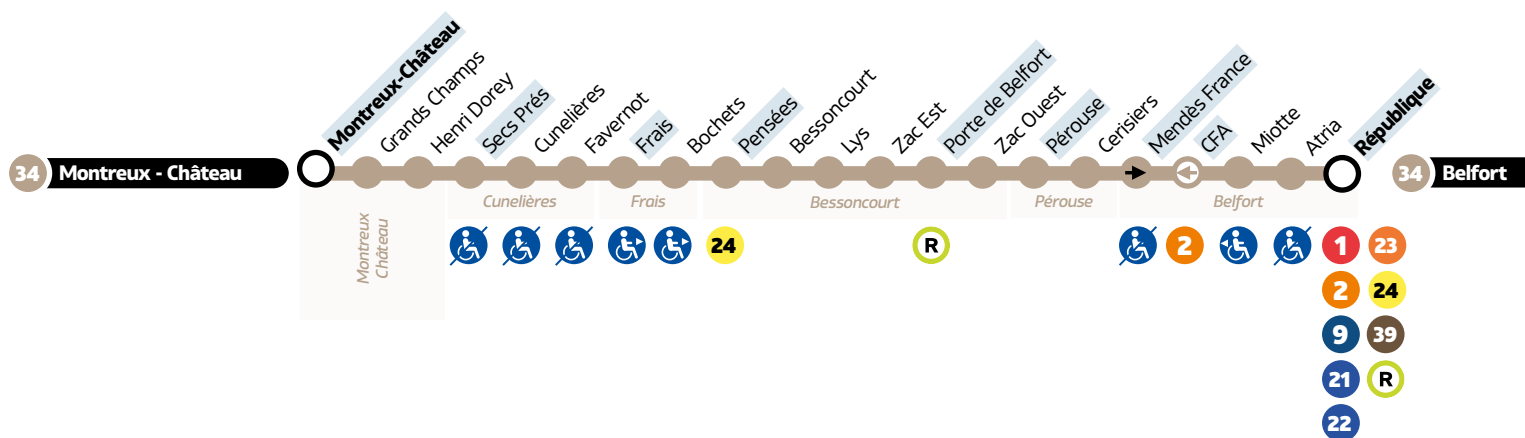 34 Montreux - Château
Montreux-Château
Grands Champs
Henri Dorey
Secs Prés
Cunelières
Favernot
Frais
Bochets
Pensées
Bessoncourt
Lys
Zac Est
Porte de Belfort
Zac Ouest
Pérouse
Cerisiers
Mendès France
CFA
Miotte
Atria
République
34 Belfort
Montreux
Château
Cunelières
Frais
Bessoncourt
Pérouse
Belfort
24
R
2
1 23
2 24
9 39
21 R
22